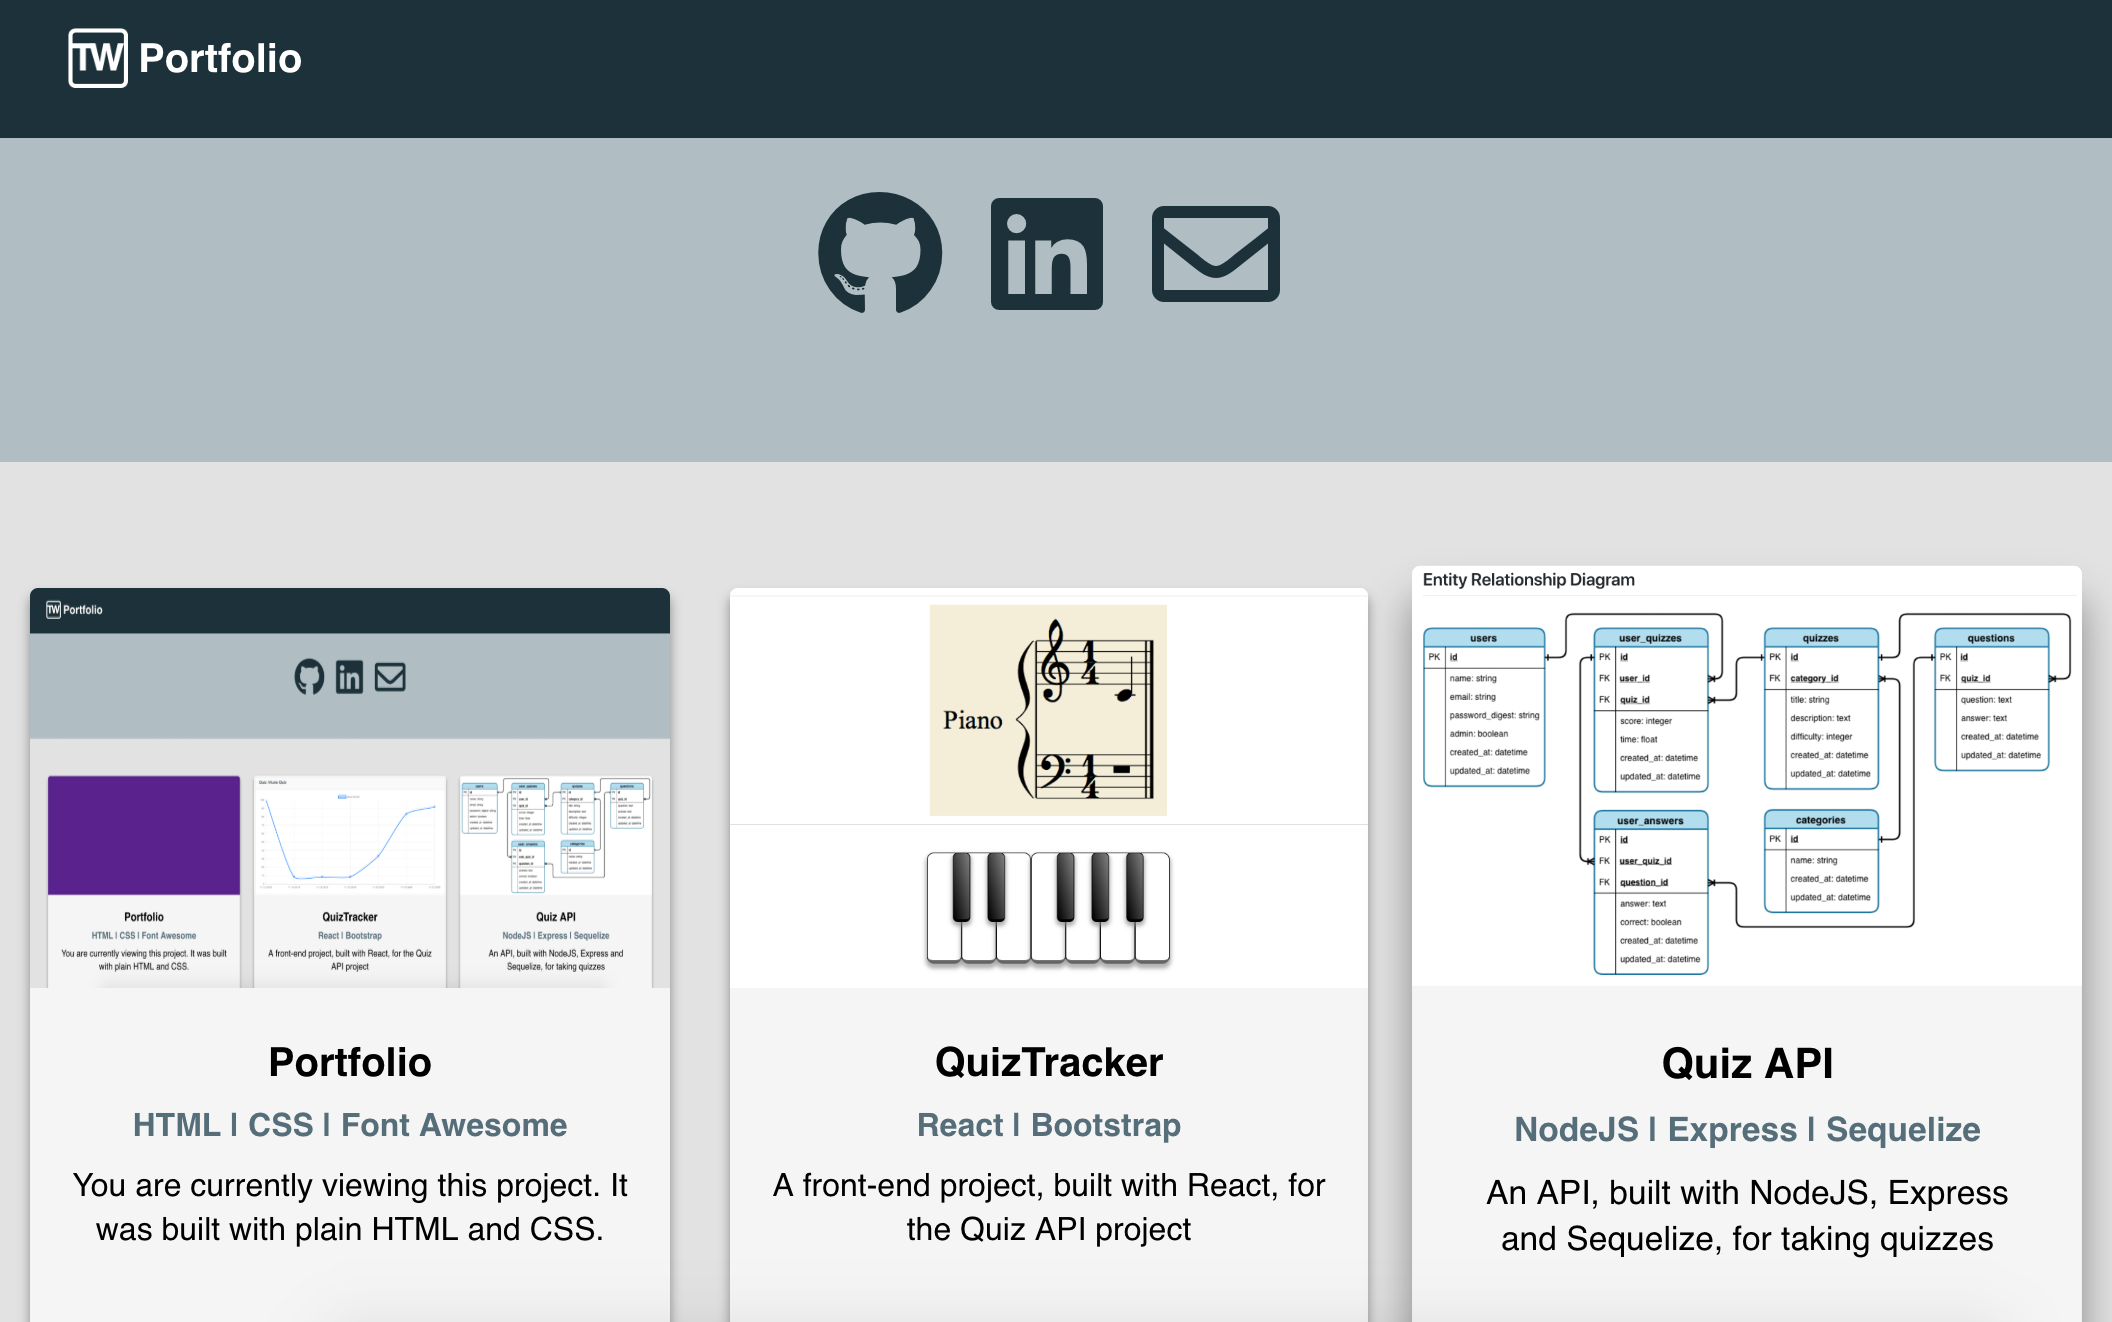 TW Portfolio
in
TW Portfolio
in
Portfolio
HTML | CSS | Font Awesome
You are currently viewing this project. It was built
with plain HTML and CSS.
QuizTracker
React | Bootstrap
A front-end project, built with React, for the Quiz
API project
Quiz API
NodeJS | Express | Sequelize
An API, built with NodeJS, Express and
Sequelize, for taking quizzes
Portfolio
HTML | CSS | Font Awesome
You are currently viewing this project. It
was built with plain HTML and CSS.
Piano
QuizTracker
React | Bootstrap
A front-end project, built with React, for
the Quiz API project
Entity Relationship Diagram
users
PK id
name: string
email: string
password_digest: string
admin: boolean
created_at: datetime
updated_at: datetime
user_quizzes
PK id
FK user_id
FK quiz_id
score: integer
time: float
created_at: datetime
updated_at: datetime
quizzes
PK id
FK category_id
title: string
description: text
difficulty: integer
created_at: datetime
updated_at: datetime
questions
PK id
FK quiz_id
question: text
answer: text
created_at: datetime
updated_at: datetime
user_answers
PK id
FK user_quiz_id
FK question_id
answer: text
correct: boolean
created_at: datetime
updated_at: datetime
categories
PK id
name: string
created_at: datetime
updated_at: datetime
Quiz API
NodeJS | Express | Sequelize
An API, built with NodeJS, Express
and Sequelize, for taking quizzes